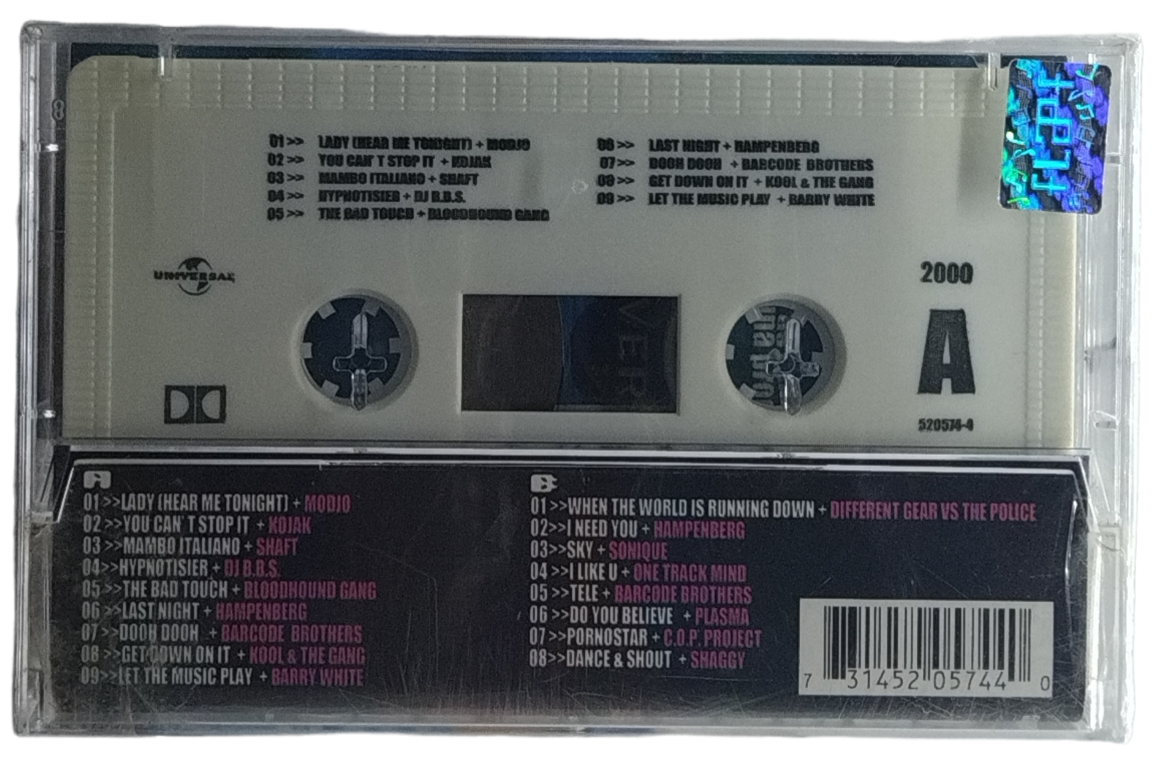 01>> LADY (HEAR ME TONIGHT) + MODJO
02>> YOU CAN'T STOP IT + KOJAK
03>> MAMBO ITALIANO + SHAFT
04>> HYPNOTISIER + DJ B.B.S.
05>> THE BAD TOUCH + BLOODHOUND GANG
06>> LAST NIGHT + HAMPENBERG
07>> DOOH DOOH + BARCODE BROTHERS
08>> GET DOWN ON IT + KOOL & THE GANG
09>> LET THE MUSIC PLAY + BARRY WHITE
UNIVERSAL
2000
A
520574-4
A
01>>LADY (HEAR ME TONIGHT) + MODJO
02>>YOU CAN'T STOP IT + KOJAK
03>>MAMBO ITALIANO + SHAFT
04>>HYPNOTISIER + DJ B.B.S.
05>>THE BAD TOUCH + BLOODHOUND GANG
06>>LAST NIGHT + HAMPENBERG
07>>DOOH DOOH + BARCODE BROTHERS
08>>GET DOWN ON IT + KOOL & THE GANG
09>>LET THE MUSIC PLAY + BARRY WHITE
B
01>>WHEN THE WORLD IS RUNNING DOWN + DIFFERENT GEAR VS THE POLICE
02>>I NEED YOU + HAMPENBERG
03>>SKY + SONIQUE
04>>I LIKE U + ONE TRACK MIND
05>>TELE + BARCODE BROTHERS
06>>DO YOU BELIEVE + PLASMA
07>>PORNOSTAR + C.O.P. PROJECT
08>>DANCE & SHOUT + SHAGGY
7 31452 05744 0